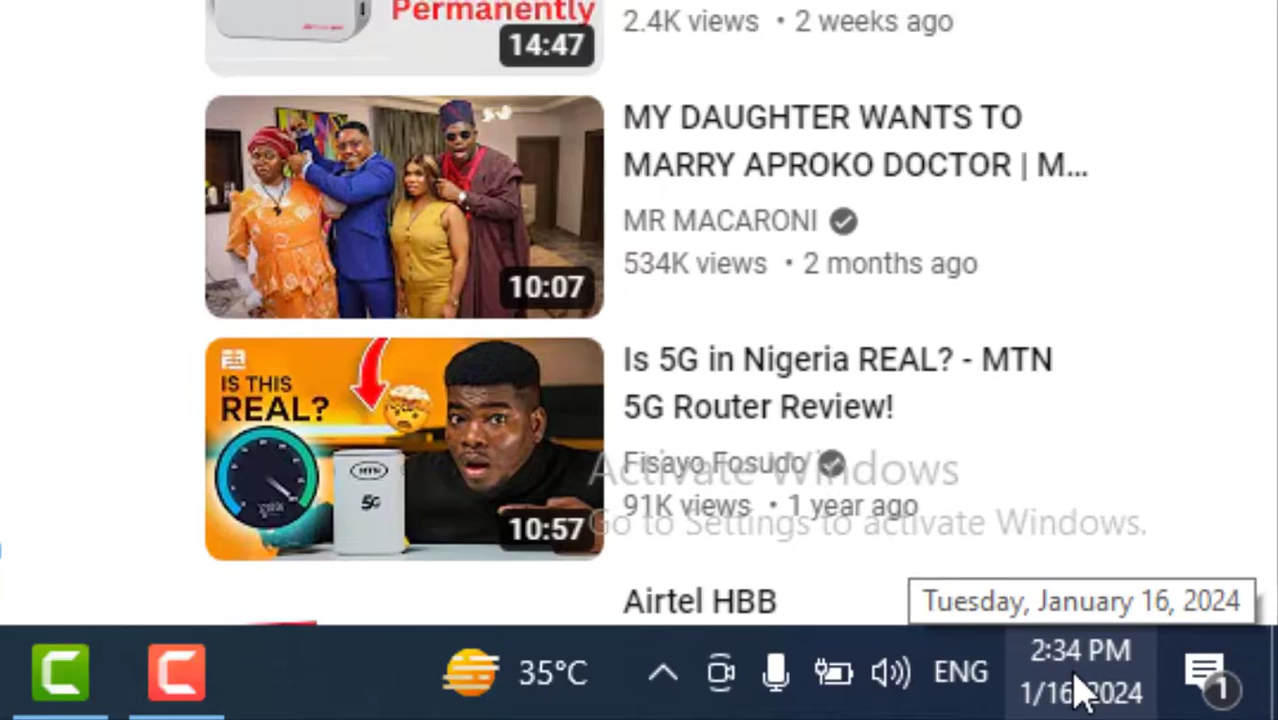 Permanently
14:47
2.4K views • 2 weeks ago
10:07
MY DAUGHTER WANTS TO
MARRY APROKO DOCTOR | M...
MR MACARONI
534K views • 2 months ago
IS THIS
REAL?
MTN
5G
10:57
Is 5G in Nigeria REAL? - MTN
5G Router Review!
Fisayo Fosudo
91K views • 1 year ago
Activate Windows
Go to Settings to activate Windows.
Airtel HBB
Tuesday, January 16, 2024
35°C
ENG
2:34 PM
1/16/2024
1